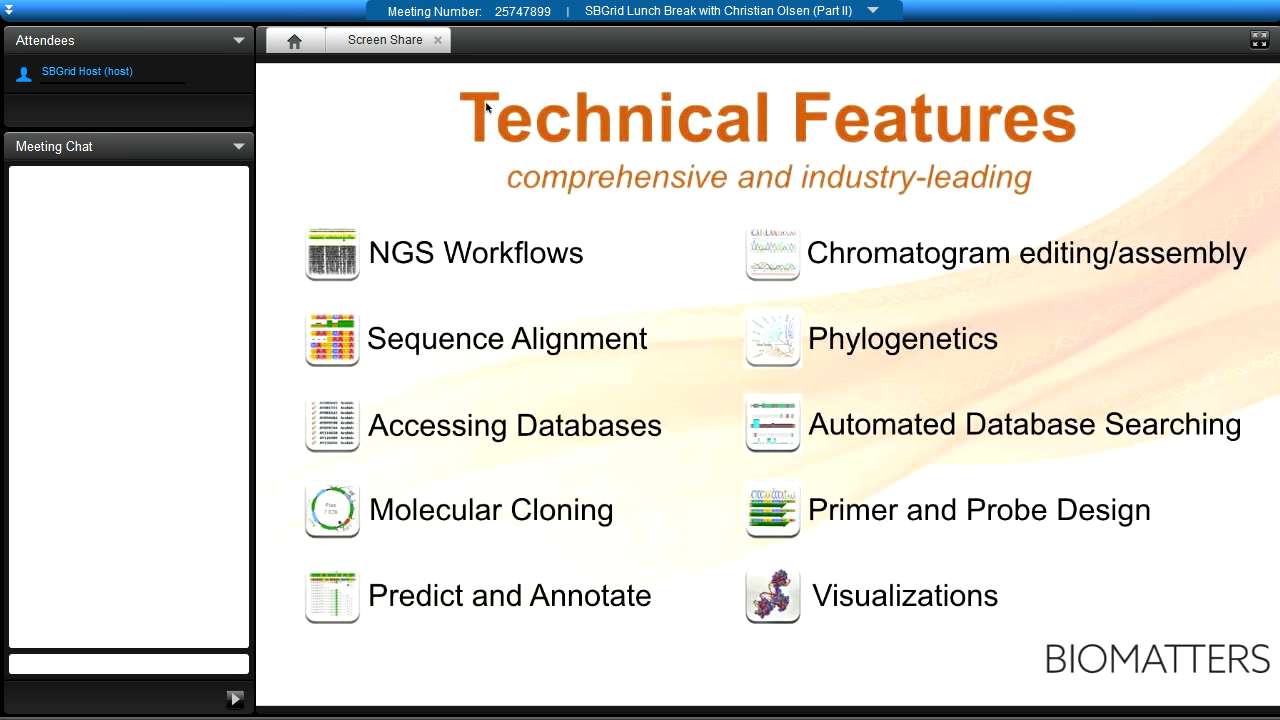 Meeting Number: 25747899 | SBGrid Lunch Break with Christian Olsen (Part II)
Attendees
SBGrid Host (host)
Meeting Chat
Screen Share
Technical Features
comprehensive and industry-leading
NGS Workflows
Chromatogram editing/assembly
Sequence Alignment
Phylogenetics
Accessing Databases
Automated Database Searching
Molecular Cloning
Primer and Probe Design
Predict and Annotate
Visualizations
BIOMATTERS